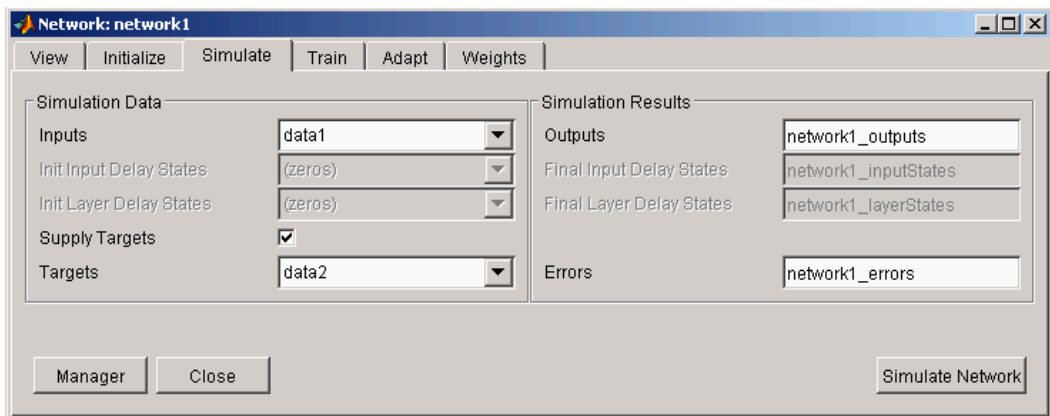 Network: network1
View Initialize Simulate Train Adapt Weights
Simulation Data
Inputs data1
Init Input Delay States (zeros)
Init Layer Delay States (zeros)
Supply Targets
Targets data2
Simulation Results
Outputs network1_outputs
Final Input Delay States network1_inputStates
Final Layer Delay States network1_layerStates
Errors network1_errors
Manager Close Simulate Network